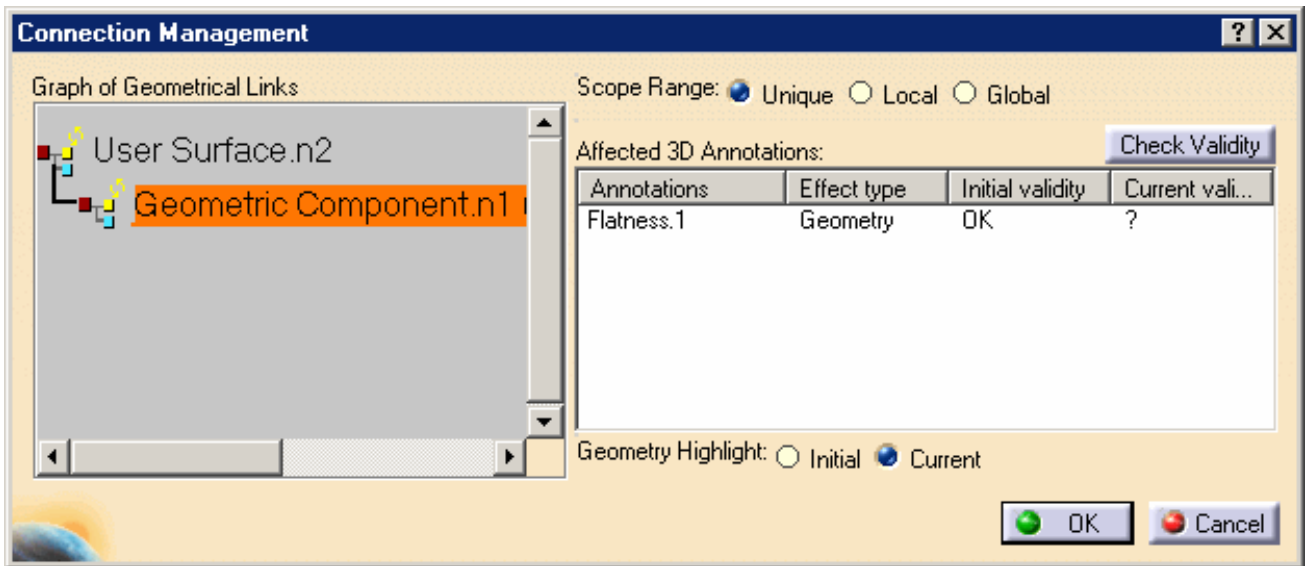 Connection Management
Graph of Geometrical Links
User Surface.n2
Geometric Component.n1
Scope Range: Unique Local Global
Affected 3D Annotations:
Check Validity
Annotations Effect type Initial validity Current vali...
Flatness.1 Geometry OK ?
Geometry Highlight: Initial Current
OK Cancel